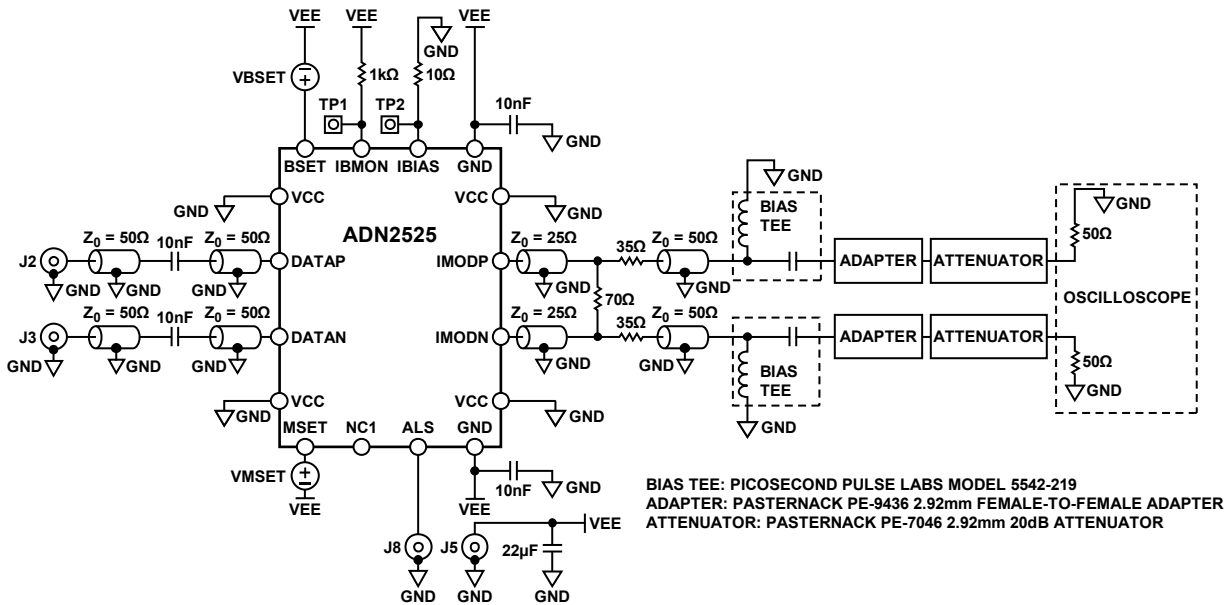 VEE VEE VEE
GND
VBSET
1kΩ
10Ω
TP1
TP2
10nF
GND
BSET IBMON IBIAS GND
VCC VCC
GND GND
ADN2525
Z0 = 50Ω 10nF Z0 = 50Ω
J2
DATAP
GND GND GND
Z0 = 50Ω 10nF Z0 = 50Ω
J3
DATAN
GND GND GND
IMODP
Z0 = 25Ω 35Ω Z0 = 50Ω
GND GND
70Ω
IMODN
Z0 = 25Ω 35Ω Z0 = 50Ω
GND GND
GND
BIAS
TEE
ADAPTER ATTENUATOR
GND
50Ω
OSCILLOSCOPE
BIAS
TEE
ADAPTER ATTENUATOR
50Ω
GND
GND
VCC VCC
GND GND
MSET NC1 ALS GND
VMSET
VEE
10nF
GND
VEE
J8 J5
VEE
22µF
GND GND GND
BIAS TEE: PICOSECOND PULSE LABS MODEL 5542-219
ADAPTER: PASTERNACK PE-9436 2.92mm FEMALE-TO-FEMALE ADAPTER
ATTENUATOR: PASTERNACK PE-7046 2.92mm 20dB ATTENUATOR